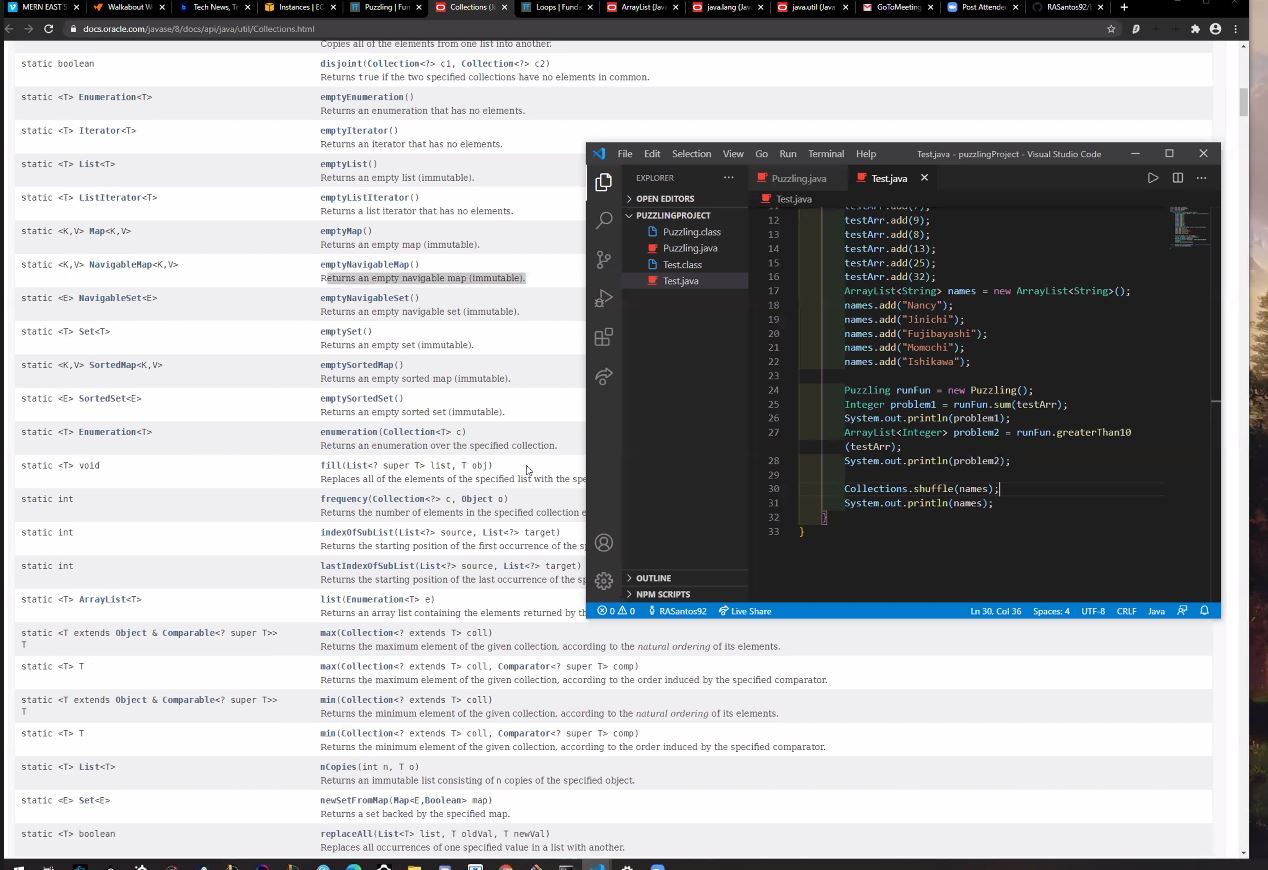 MERN EAST S
Walkabout W
Tech News, Tr
Instances | EC
Puzzling | Fun
Collections (Ja
Loops | Funda
ArrayList (Java
java.lang (Java
java.util (Java
GoToMeeting
Post Attendee
RASantos92/
docs.oracle.com/javase/8/docs/api/java/util/Collections.html
Copies all of the elements from one list into another.
static boolean
disjoint(Collection<?> c1, Collection<?> c2)
Returns true if the two specified collections have no elements in common.
static <T> Enumeration<T>
emptyEnumeration()
Returns an enumeration that has no elements.
static <T> Iterator<T>
emptyIterator()
Returns an iterator that has no elements.
static <T> List<T>
emptyList()
Returns an empty list (immutable).
static <T> ListIterator<T>
emptyListIterator()
Returns a list iterator that has no elements.
static <K,V> Map<K,V>
emptyMap()
Returns an empty map (immutable).
static <K,V> NavigableMap<K,V>
emptyNavigableMap()
Returns an empty navigable map (immutable).
static <E> NavigableSet<E>
emptyNavigableSet()
Returns an empty navigable set (immutable).
static <T> Set<T>
emptySet()
Returns an empty set (immutable).
static <K,V> SortedMap<K,V>
emptySortedMap()
Returns an empty sorted map (immutable).
static <E> SortedSet<E>
emptySortedSet()
Returns an empty sorted set (immutable).
static <T> Enumeration<T>
enumeration(Collection<T> c)
Returns an enumeration over the specified collection.
static <T> void
fill(List<? super T> list, T obj)
Replaces all of the elements of the specified list with the spe
static int
frequency(Collection<?> c, Object o)
Returns the number of elements in the specified collection e
static int
indexOfSubList(List<?> source, List<?> target)
Returns the starting position of the first occurrence of the sp
static int
lastIndexOfSubList(List<?> source, List<?> target)
Returns the starting position of the last occurrence of the spe
static <T> ArrayList<T>
list(Enumeration<T> e)
Returns an array list containing the elements returned by the
static <T extends Object & Comparable<? super T>>
T
max(Collection<? extends T> coll)
Returns the maximum element of the given collection, according to the natural ordering of its elements.
static <T> T
max(Collection<? extends T> coll, Comparator<? super T> comp)
Returns the maximum element of the given collection, according to the order induced by the specified comparator.
static <T extends Object & Comparable<? super T>>
T
min(Collection<? extends T> coll)
Returns the minimum element of the given collection, according to the natural ordering of its elements.
static <T> T
min(Collection<? extends T> coll, Comparator<? super T> comp)
Returns the minimum element of the given collection, according to the order induced by the specified comparator.
static <T> List<T>
nCopies(int n, T o)
Returns an immutable list consisting of n copies of the specified object.
static <E> Set<E>
newSetFromMap(Map<E,Boolean> map)
Returns a set backed by the specified map.
static <T> boolean
replaceAll(List<T> list, T oldVal, T newVal)
Replaces all occurrences of one specified value in a list with another.
File Edit Selection View Go Run Terminal Help
Test.java - puzzlingProject - Visual Studio Code
EXPLORER
OPEN EDITORS
PUZZLINGPROJECT
Puzzling.class
Puzzling.java
Test.class
Test.java
OUTLINE
NPM SCRIPTS
Puzzling.java
Test.java
Test.java
11 testArr.add(7);
12 testArr.add(9);
13 testArr.add(8);
14 testArr.add(13);
15 testArr.add(25);
16 testArr.add(32);
17 ArrayList<String> names = new ArrayList<String>();
18 names.add("Nancy");
19 names.add("Jinichi");
20 names.add("Fujibayashi");
21 names.add("Momochi");
22 names.add("Ishikawa");
23
24 Puzzling runFun = new Puzzling();
25 Integer problem1 = runFun.sum(testArr);
26 System.out.println(problem1);
27 ArrayList<Integer> problem2 = runFun.greaterThan10
(testArr);
28 System.out.println(problem2);
29
30 Collections.shuffle(names);
31 System.out.println(names);
32 }
33 }
0 0 RASantos92 Live Share
Ln 30, Col 36 Spaces: 4 UTF-8 CRLF Java